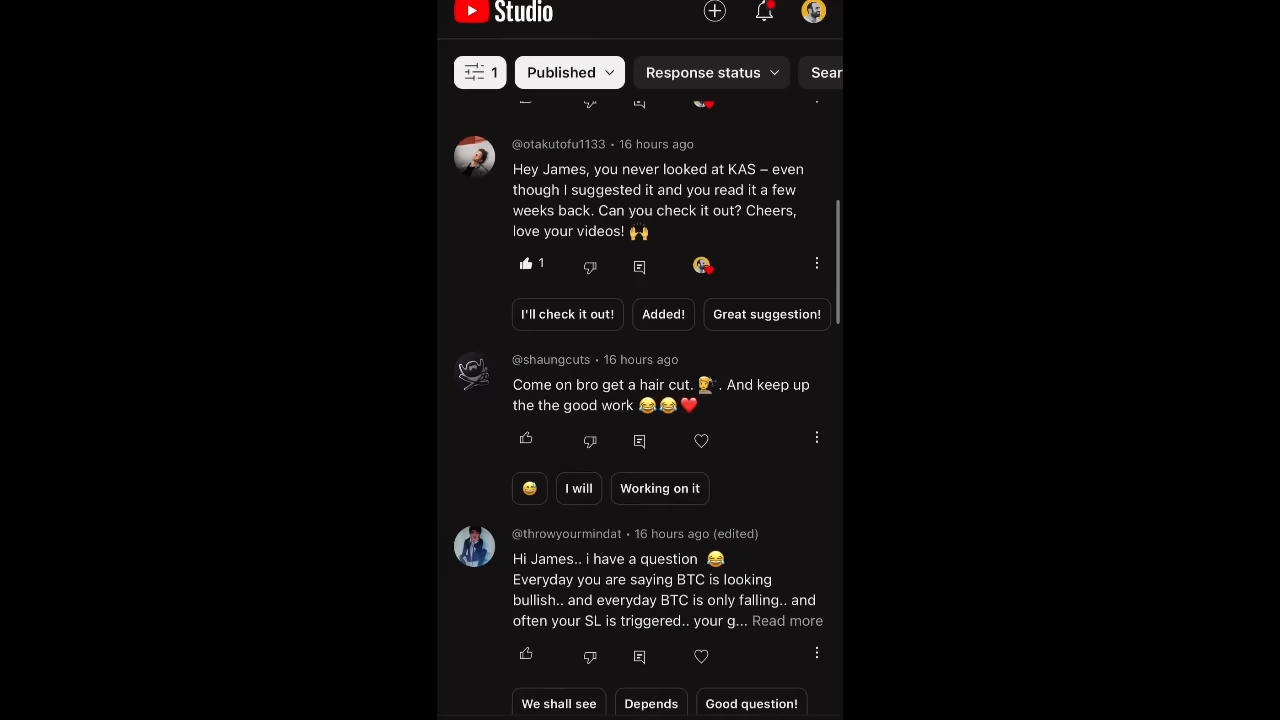 Studio
1
Published
Response status
Sear
@otakutofu1133 • 16 hours ago
Hey James, you never looked at KAS – even
though I suggested it and you read it a few
weeks back. Can you check it out? Cheers,
love your videos! 🙌
1
I'll check it out!
Added!
Great suggestion!
@shaungcuts • 16 hours ago
Come on bro get a hair cut. 💇. And keep up
the the good work 😂😂❤️
😅
I will
Working on it
@throwyourmindat • 16 hours ago (edited)
Hi James.. i have a question 😂
Everyday you are saying BTC is looking
bullish.. and everyday BTC is only falling.. and
often your SL is triggered.. your g... Read more
We shall see
Depends
Good question!